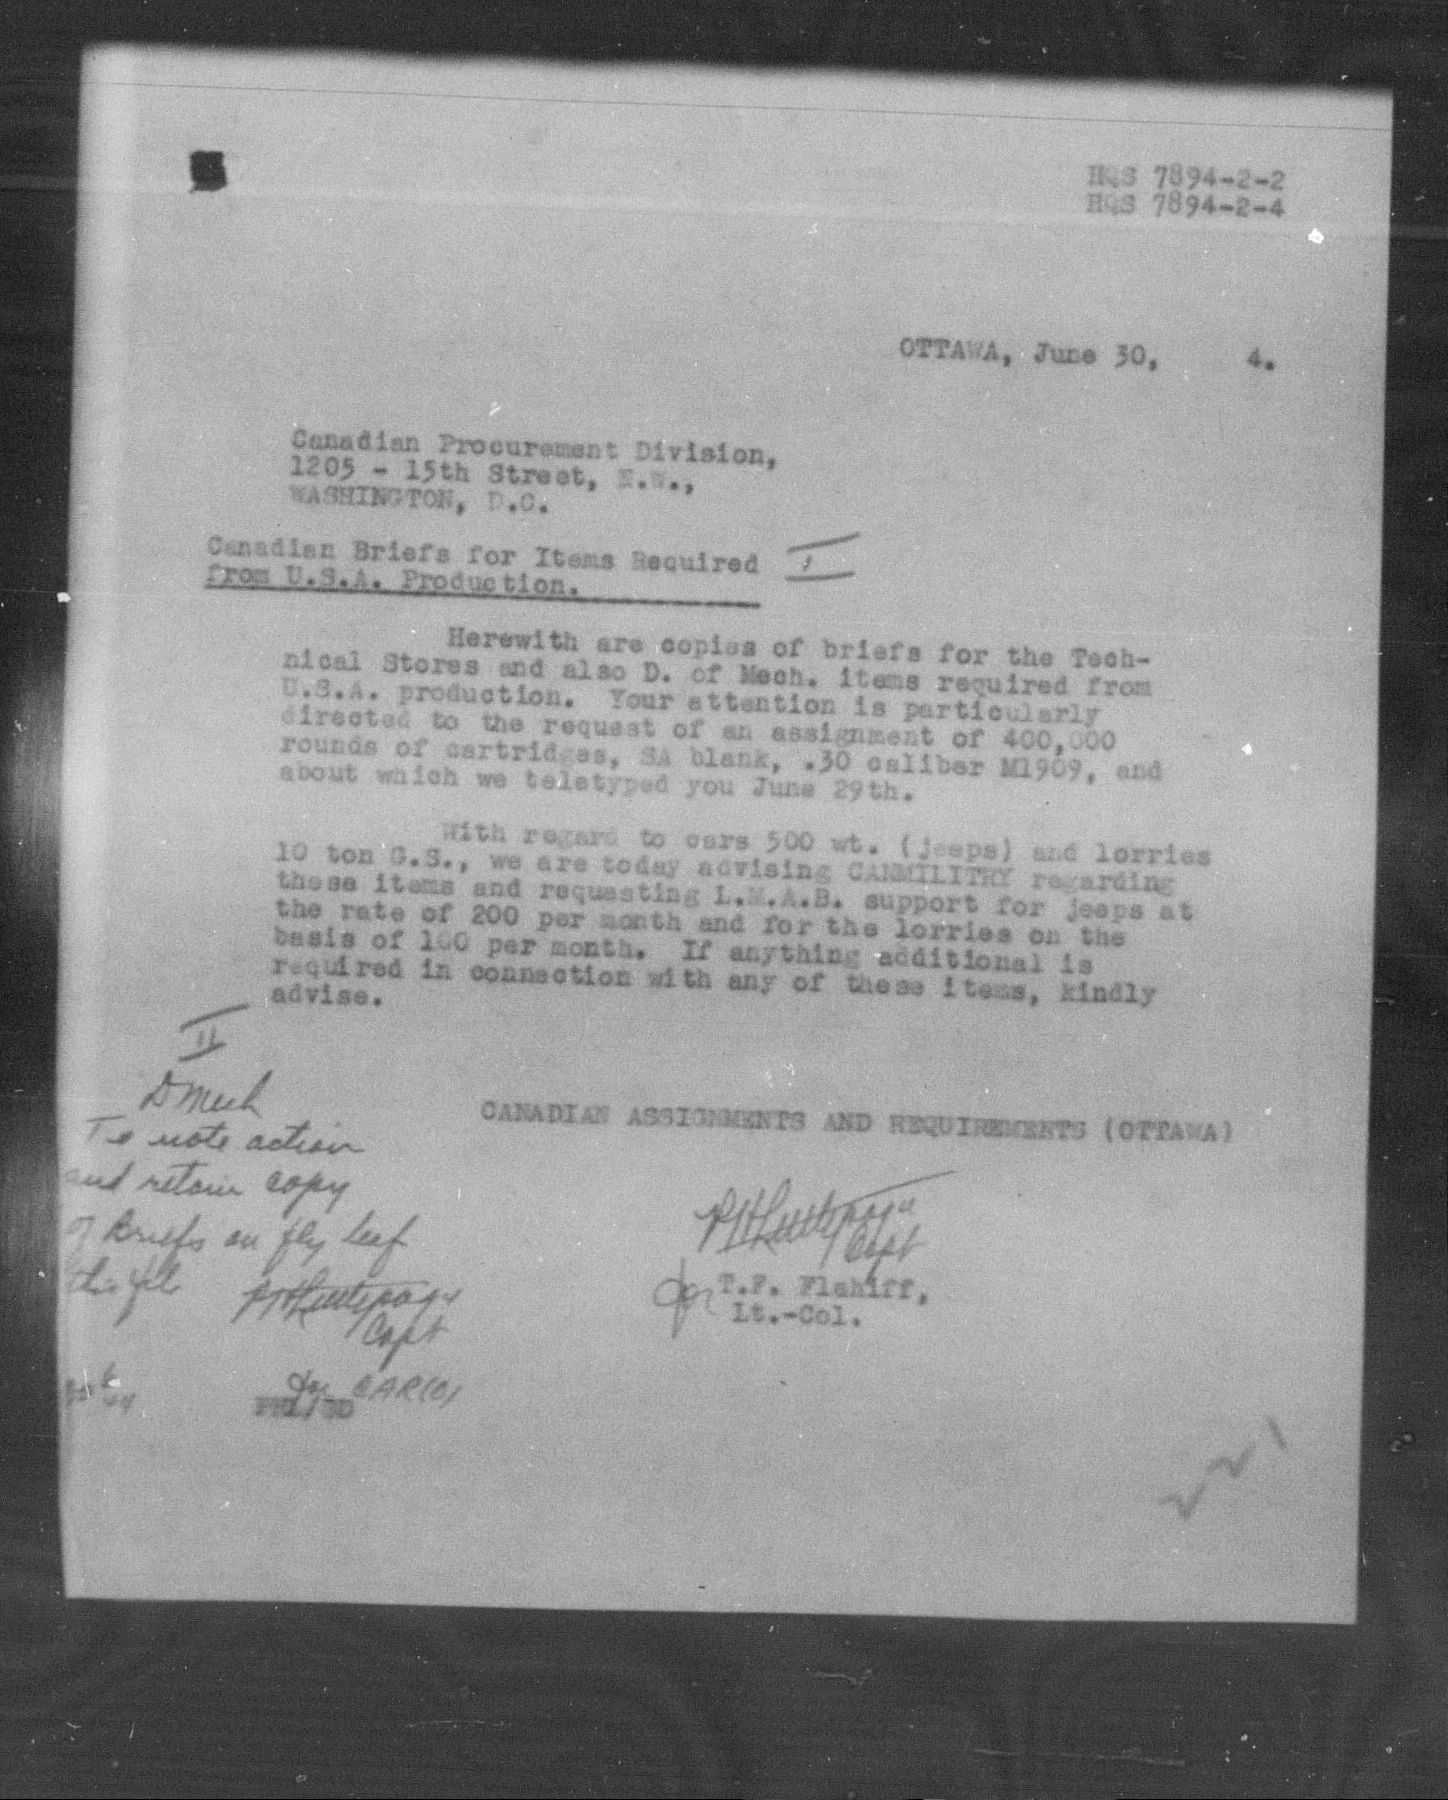 HQS 7894-2-2
HQS 7894-2-4
OTTAWA, June 30, 4.
Canadian Procurement Division,
1205 - 15th Street, N.W.,
WASHINGTON, D.C.
Canadian Briefs for Items Required I
from U.S.A. Production.
Herewith are copies of briefs for the Tech-
nical Stores and also D. of Mech. items required from
U.S.A. production. Your attention is particularly
directed to the request of an assignment of 400,000
rounds of cartridges, SA blank, .30 caliber M1909, and
about which we teletyped you June 29th.
With regard to cars 500 wt. (jeeps) and lorries
10 ton G.S., we are today advising CANMILITRY regarding
these items and requesting L.M.A.B. support for jeeps at
the rate of 200 per month and for the lorries on the
basis of 100 per month. If anything additional is
required in connection with any of these items, kindly
advise.
II
D Mech
To note action
and retain copy
of Briefs on fly leaf
this file
Capt
for CAR(O)
CANADIAN ASSIGNMENTS AND REQUIREMENTS (OTTAWA)
Capt
for T.F. Flahiff,
Lt.-Col.